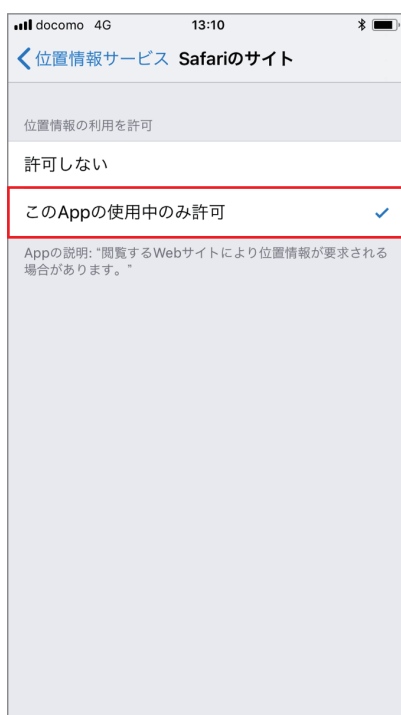 docomo 4G 13:10
位置情報サービス Safariのサイト
位置情報の利用を許可
許可しない
このAppの使用中のみ許可
Appの説明: “閲覧するWebサイトにより位置情報が要求される
場合があります。”